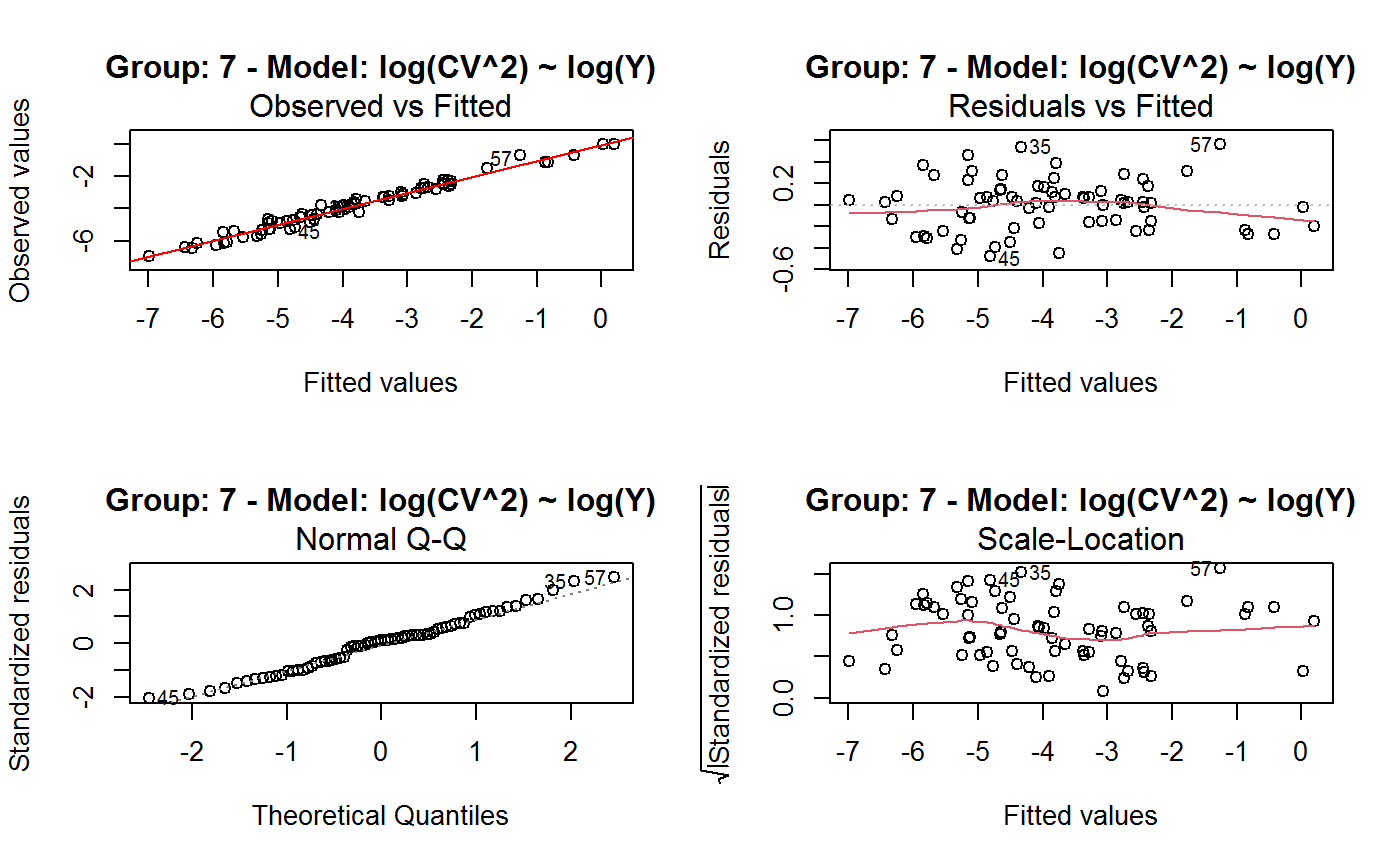 Group: 7 - Model: log(CV^2) ~ log(Y)
Observed vs Fitted
Observed values
-2
-6
57
45
-7 -6 -5 -4 -3 -2 -1 0
Fitted values
Group: 7 - Model: log(CV^2) ~ log(Y)
Residuals vs Fitted
Residuals
0.2
-0.6
35
57
45
-7 -6 -5 -4 -3 -2 -1 0
Fitted values
Group: 7 - Model: log(CV^2) ~ log(Y)
Normal Q-Q
Standardized residuals
2
0
-2
35 57
45
-2 -1 0 1 2
Theoretical Quantiles
Group: 7 - Model: log(CV^2) ~ log(Y)
Scale-Location
√|Standardized residuals|
1.0
0.0
45 35
57
-7 -6 -5 -4 -3 -2 -1 0
Fitted values